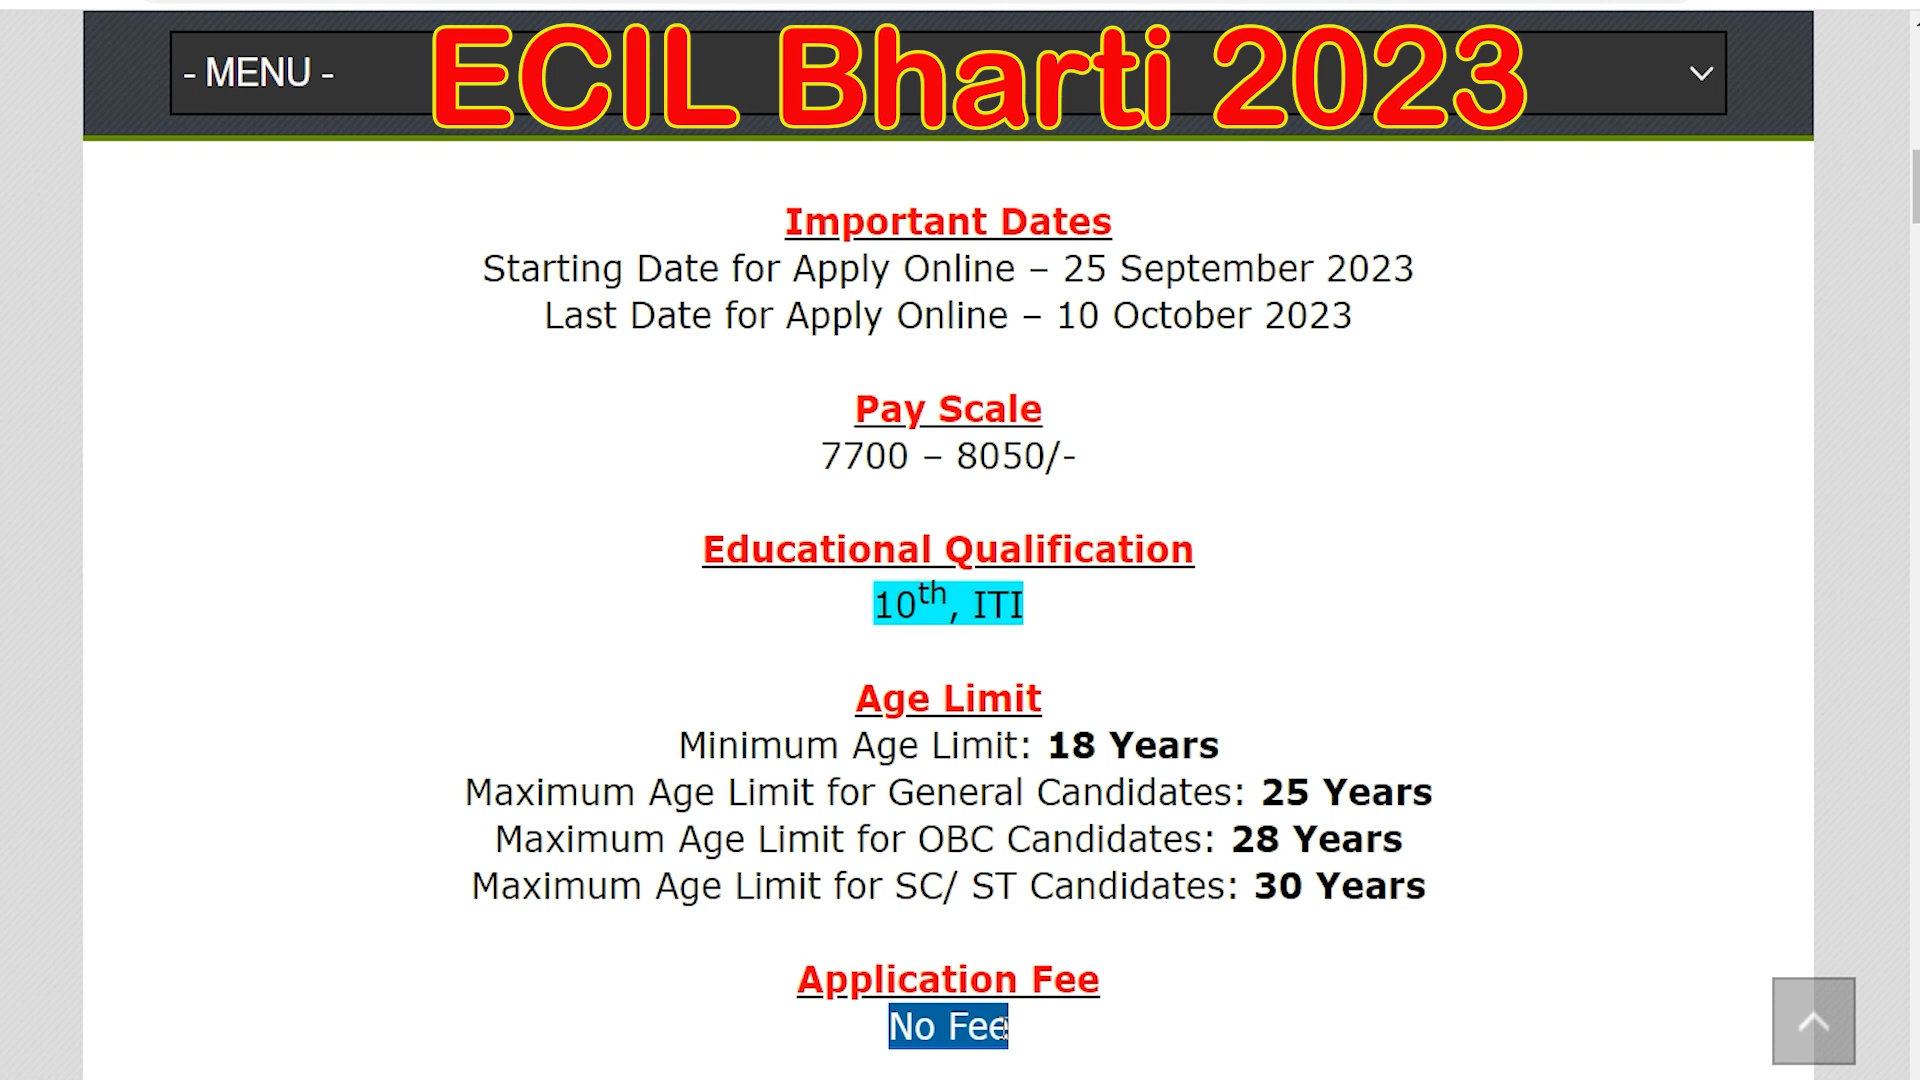 - MENU -
ECIL Bharti 2023
Important Dates
Starting Date for Apply Online – 25 September 2023
Last Date for Apply Online – 10 October 2023
Pay Scale
7700 – 8050/-
Educational Qualification
10th, ITI
Age Limit
Minimum Age Limit: 18 Years
Maximum Age Limit for General Candidates: 25 Years
Maximum Age Limit for OBC Candidates: 28 Years
Maximum Age Limit for SC/ ST Candidates: 30 Years
Application Fee
No Fee